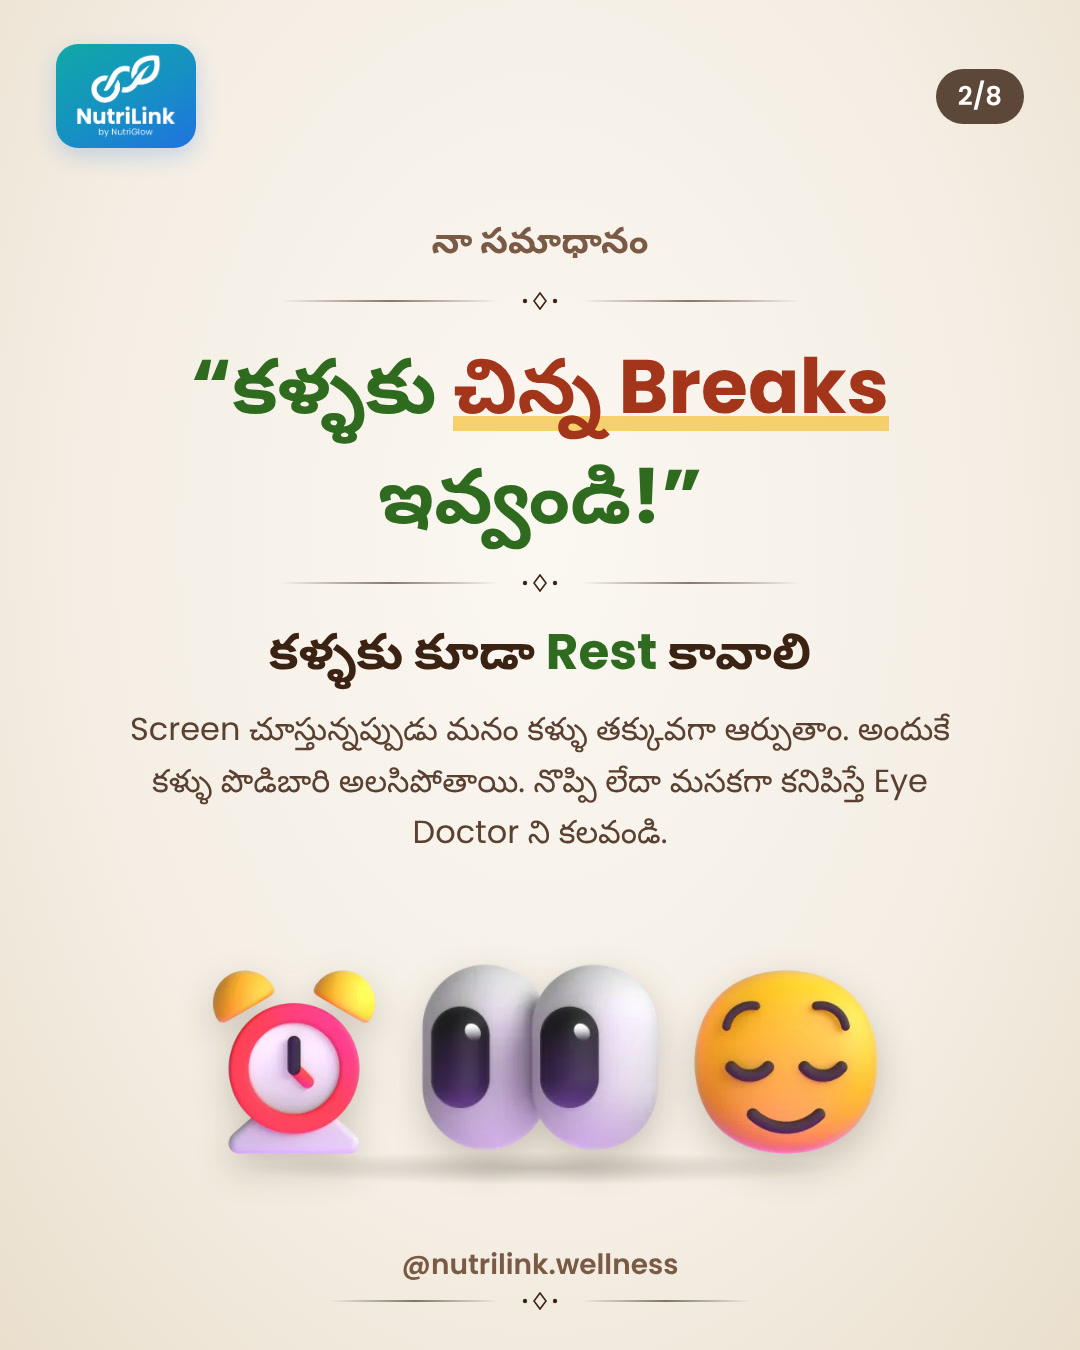 NutriLink
by NutriGlow
2/8
నా సమాధానం
“కళ్ళకు చిన్న Breaks
ఇవ్వండి!”
కళ్ళకు కూడా Rest కావాలి
Screen చూస్తున్నప్పుడు మనం కళ్ళు తక్కువగా ఆర్పుతాం. అందుకే
కళ్ళు పొడిబారి అలసిపోతాయి. నొప్పి లేదా మసకగా కనిపిస్తే Eye
Doctor ని కలవండి.
@nutrilink.wellness